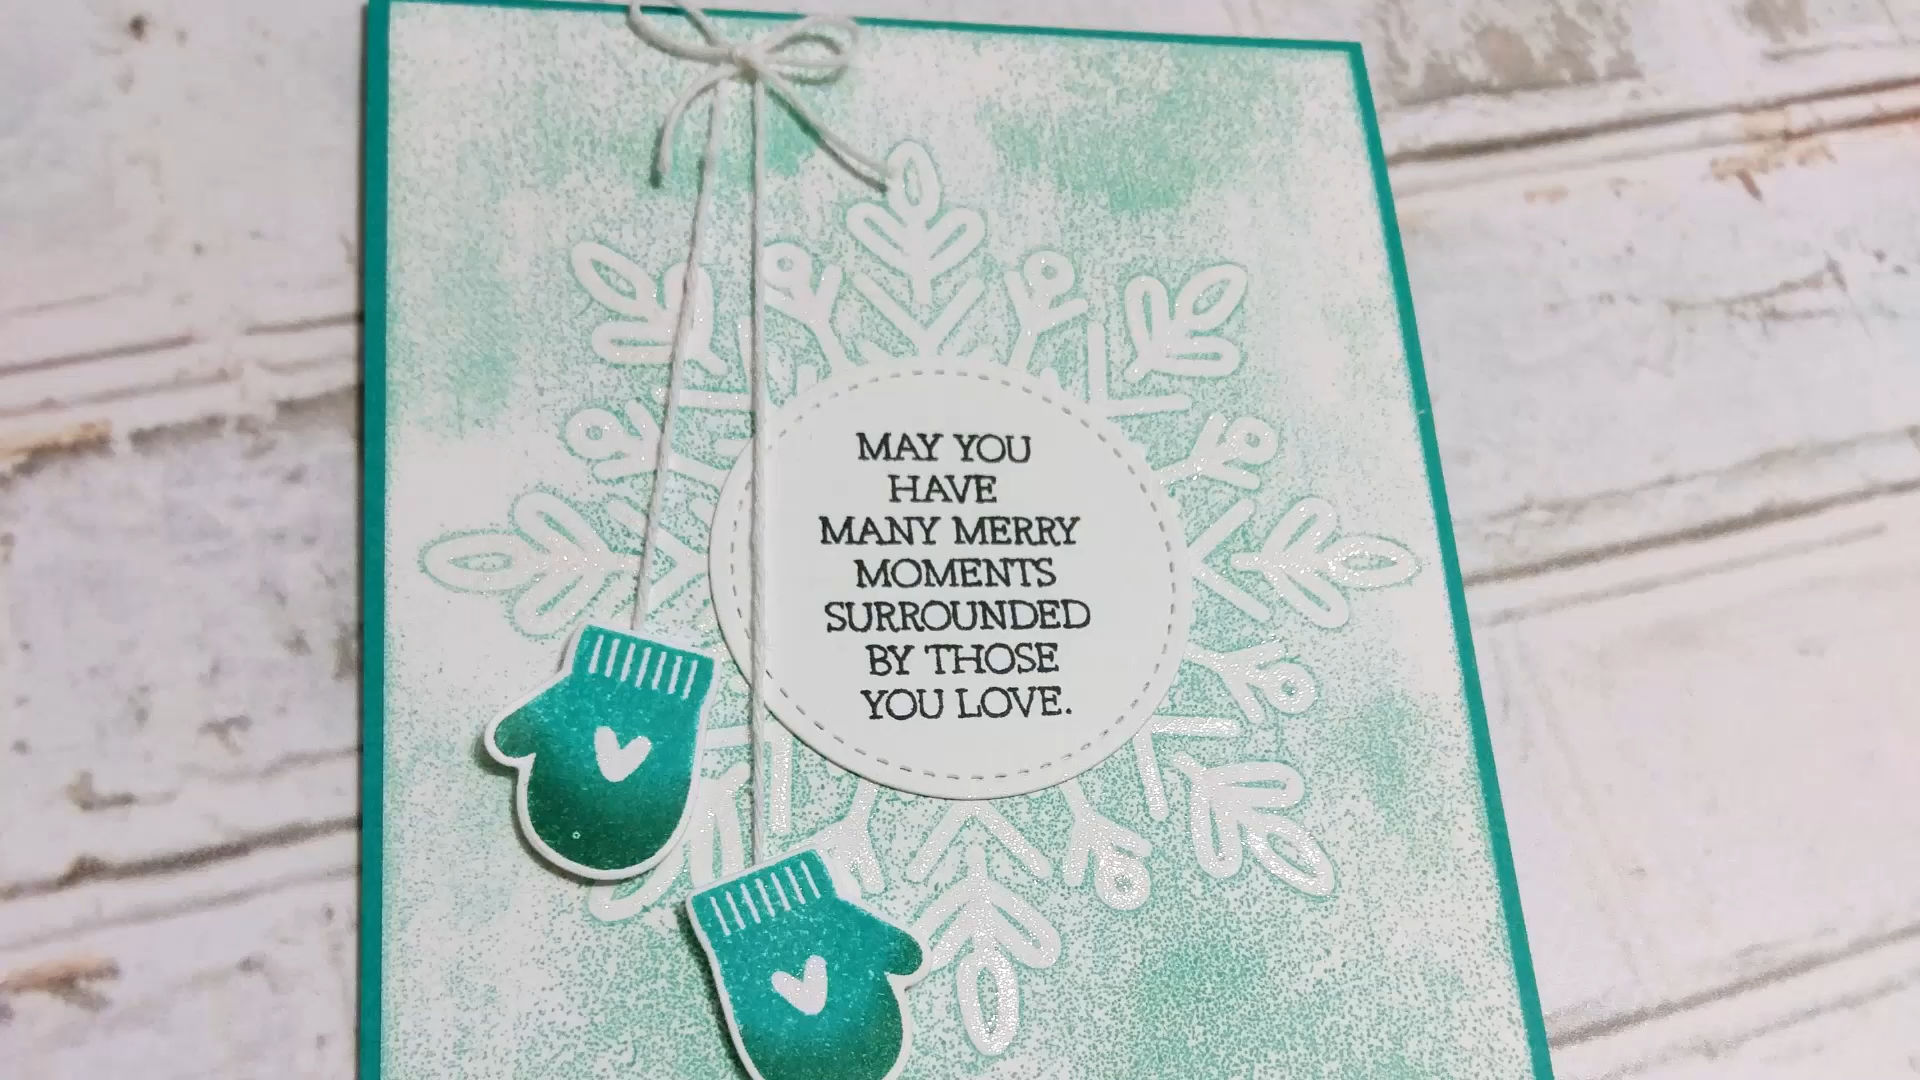 MAY YOU
HAVE
MANY MERRY
MOMENTS
SURROUNDED
BY THOSE
YOU LOVE.